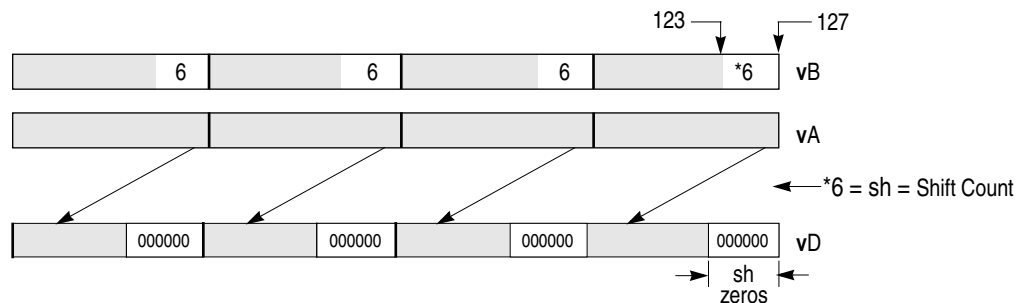 123 127
6 6 6 *6 vB
vA
*6 = sh = Shift Count
000000 000000 000000 000000 vD
sh
zeros